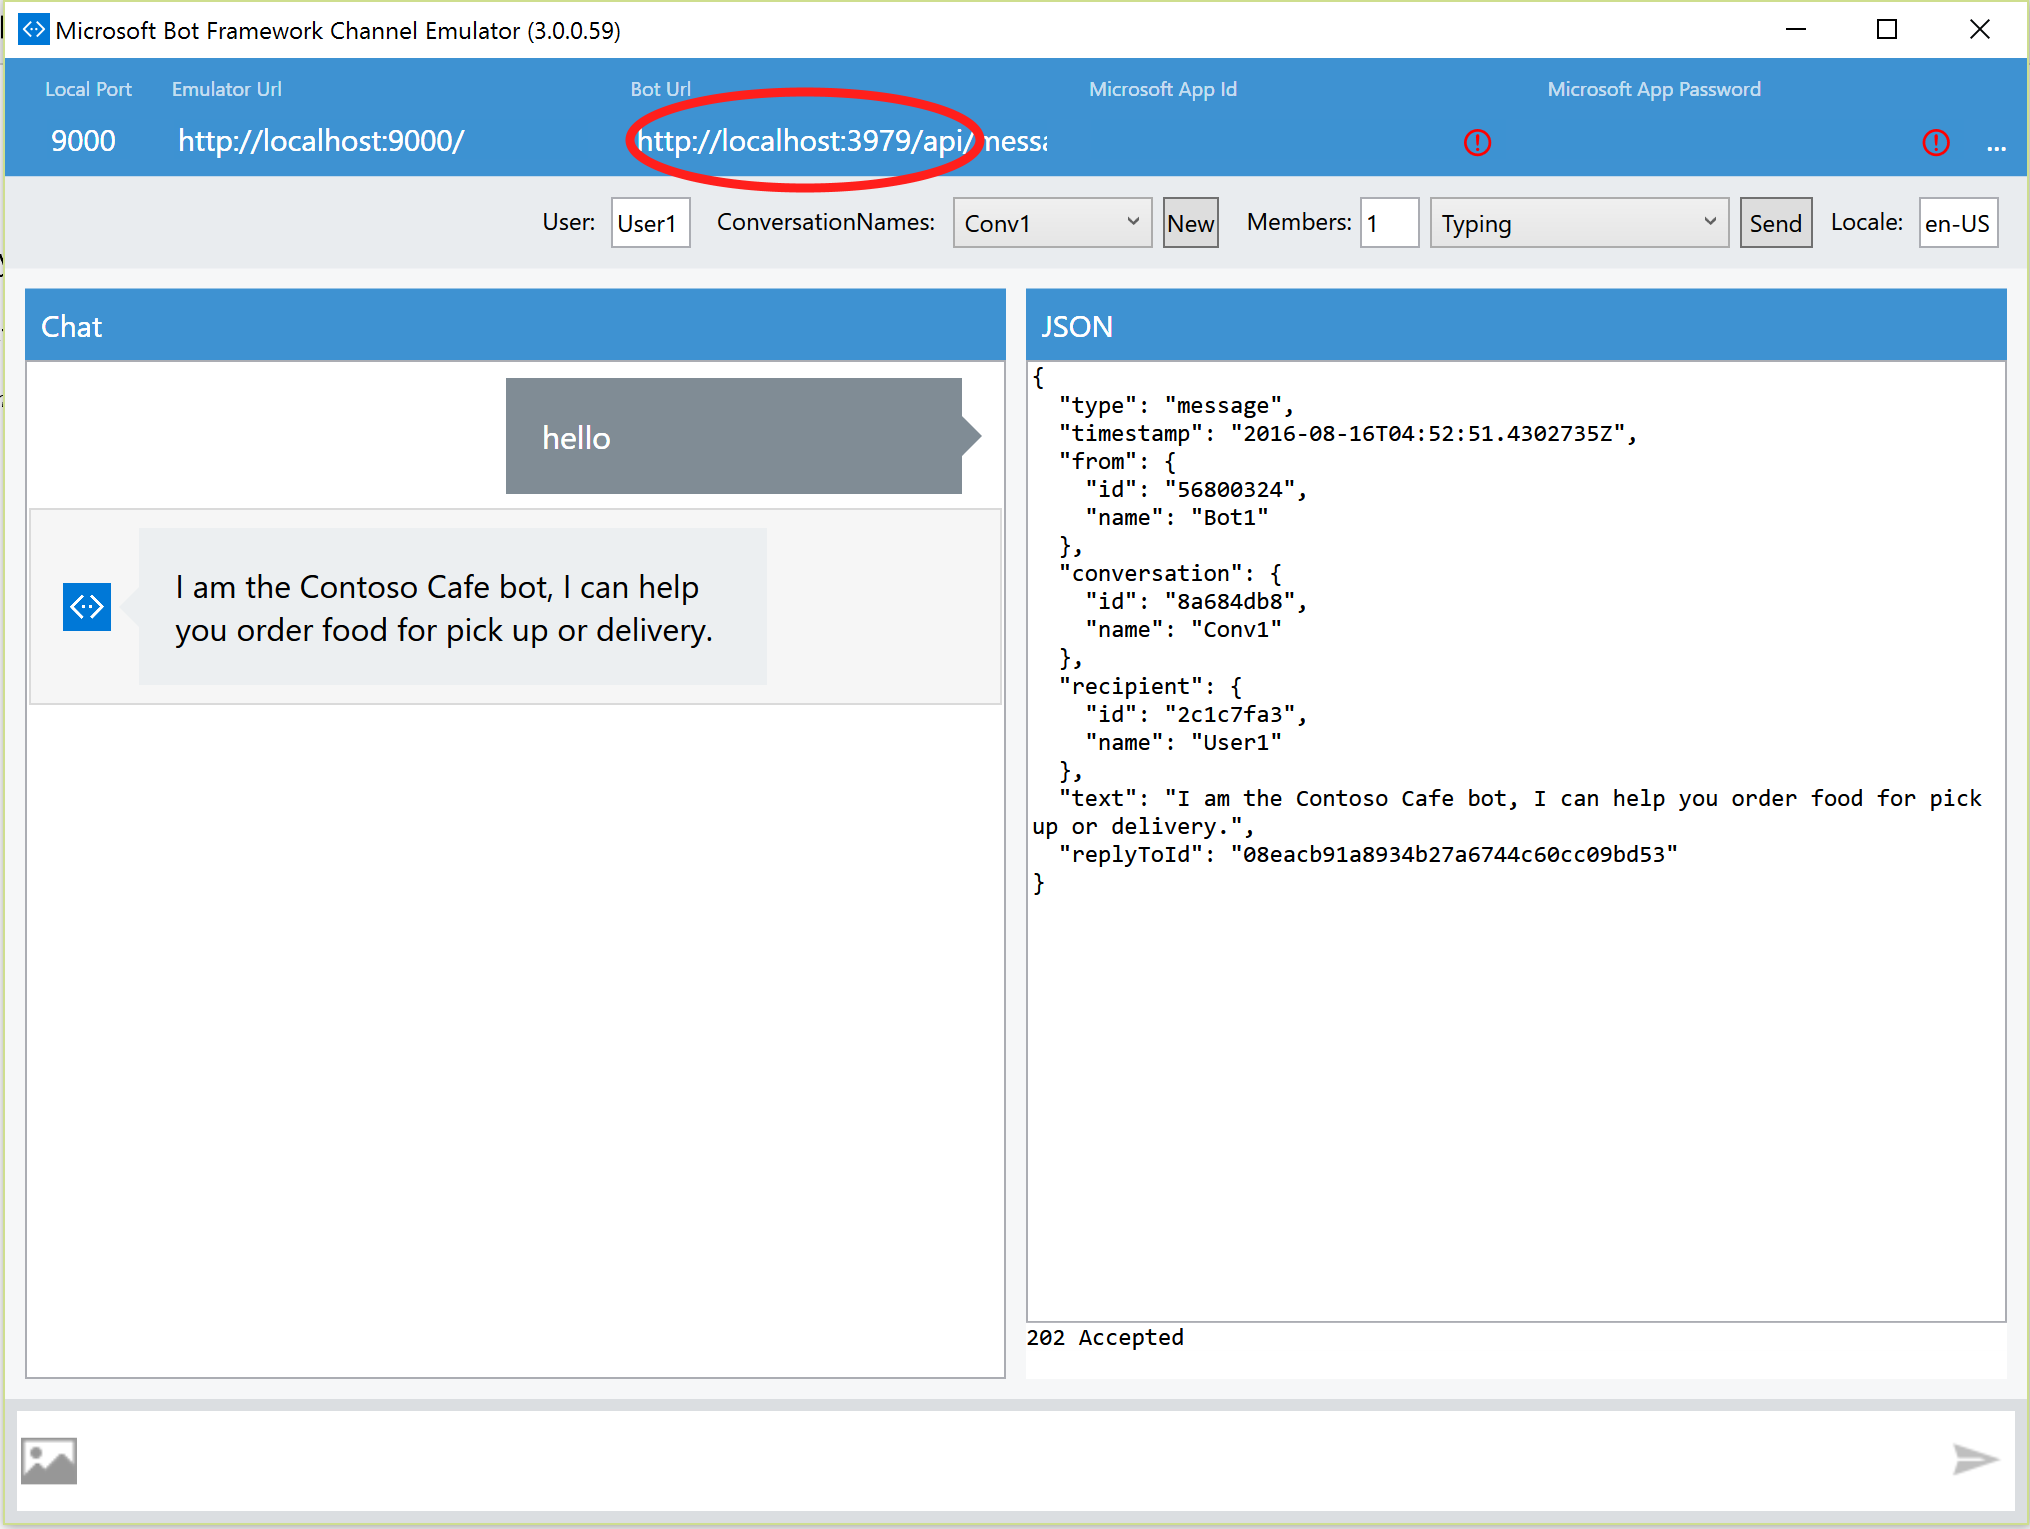 Microsoft Bot Framework Channel Emulator (3.0.0.59)
Local Port Emulator Url Bot Url Microsoft App Id Microsoft App Password
9000 http://localhost:9000/ http://localhost:3979/api/messa ...
User: User1 ConversationNames: Conv1 New Members: 1 Typing Send Locale: en-US
Chat
hello
I am the Contoso Cafe bot, I can help
you order food for pick up or delivery.
JSON
{
  "type": "message",
  "timestamp": "2016-08-16T04:52:51.4302735Z",
  "from": {
    "id": "56800324",
    "name": "Bot1"
  },
  "conversation": {
    "id": "8a684db8",
    "name": "Conv1"
  },
  "recipient": {
    "id": "2c1c7fa3",
    "name": "User1"
  },
  "text": "I am the Contoso Cafe bot, I can help you order food for pick
up or delivery.",
  "replyToId": "08eacb91a8934b27a6744c60cc09bd53"
}
202 Accepted